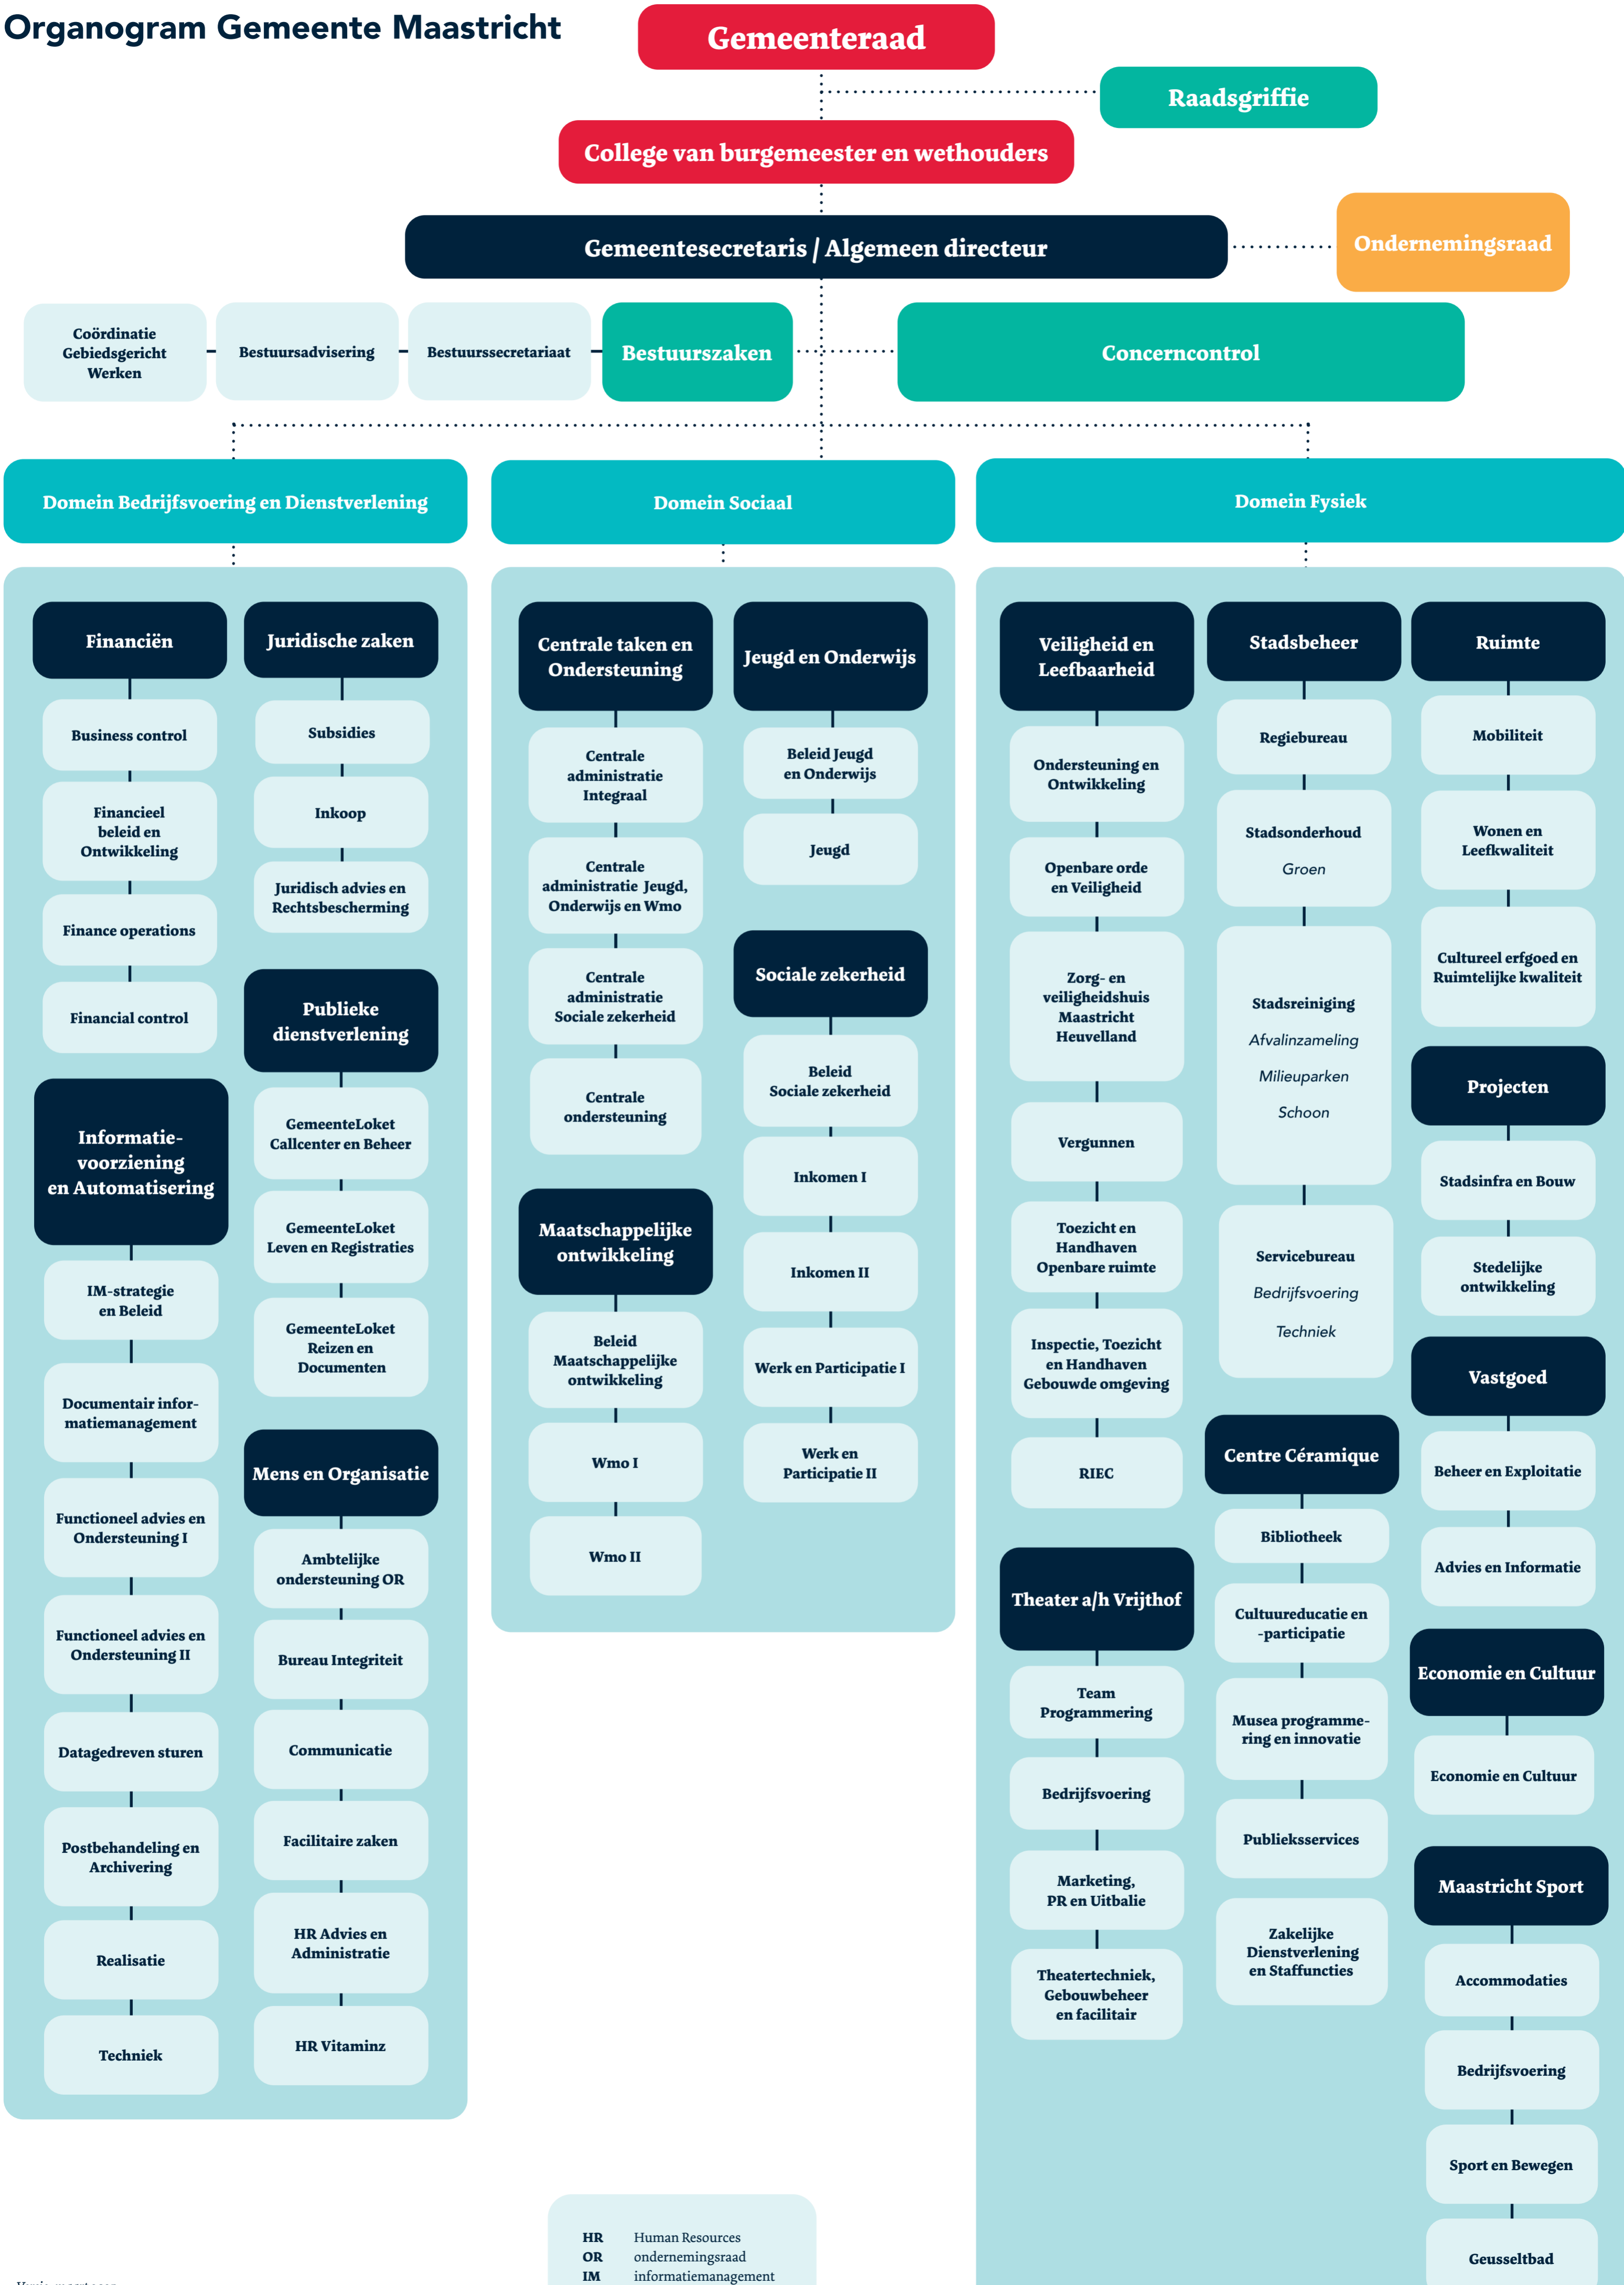 Organogram Gemeente Maastricht
Gemeenteraad
Raadsgriffie
College van burgemeester en wethouders
Gemeentesecretaris / Algemeen directeur
Ondernemingsraad
Coördinatie
Gebiedsgericht
Werken
Bestuursadvisering
Bestuurssecretariaat
Bestuurszaken
Concerncontrol
Domein Bedrijfsvoering en Dienstverlening
Financiën
Business control
Financieel
beleid en
Ontwikkeling
Finance operations
Financial control
Informatie-
voorziening
en Automatisering
IM-strategie
en Beleid
Documentair infor-
matiemanagement
Functioneel advies en
Ondersteuning I
Functioneel advies en
Ondersteuning II
Datagedreven sturen
Postbehandeling en
Archivering
Realisatie
Techniek
Juridische zaken
Subsidies
Inkoop
Juridisch advies en
Rechtsbescherming
Publieke
dienstverlening
GemeenteLoket
Callcenter en Beheer
GemeenteLoket
Leven en Registraties
GemeenteLoket
Reizen en
Documenten
Mens en Organisatie
Ambtelijke
ondersteuning OR
Bureau Integriteit
Communicatie
Facilitaire zaken
HR Advies en
Administratie
HR Vitaminz
Domein Sociaal
Centrale taken en
Ondersteuning
Centrale
administratie
Integraal
Centrale
administratie Jeugd,
Onderwijs en Wmo
Centrale
administratie
Sociale zekerheid
Centrale
ondersteuning
Maatschappelijke
ontwikkeling
Beleid
Maatschappelijke
ontwikkeling
Wmo I
Wmo II
Jeugd en Onderwijs
Beleid Jeugd
en Onderwijs
Jeugd
Sociale zekerheid
Beleid
Sociale zekerheid
Inkomen I
Inkomen II
Werk en Participatie I
Werk en
Participatie II
Domein Fysiek
Veiligheid en
Leefbaarheid
Ondersteuning en
Ontwikkeling
Openbare orde
en Veiligheid
Zorg- en
veiligheidshuis
Maastricht
Heuvelland
Vergunnen
Toezicht en
Handhaven
Openbare ruimte
Inspectie, Toezicht
en Handhaven
Gebouwde omgeving
RIEC
Theater a/h Vrijthof
Team
Programmering
Bedrijfsvoering
Marketing,
PR en Uitbalie
Theatertechniek,
Gebouwbeheer
en facilitair
Stadsbeheer
Regiebureau
Stadsonderhoud
Groen
Stadsreiniging
Afvalinzameling
Milieuparken
Schoon
Servicebureau
Bedrijfsvoering
Techniek
Centre Céramique
Bibliotheek
Cultuureducatie en
-participatie
Musea programme-
ring en innovatie
Publieksservices
Zakelijke
Dienstverlening
en Staffuncties
Ruimte
Mobiliteit
Wonen en
Leefkwaliteit
Cultureel erfgoed en
Ruimtelijke kwaliteit
Projecten
Stadsinfra en Bouw
Stedelijke
ontwikkeling
Vastgoed
Beheer en Exploitatie
Advies en Informatie
Economie en Cultuur
Economie en Cultuur
Maastricht Sport
Accommodaties
Bedrijfsvoering
Sport en Bewegen
Geusseltbad
HR Human Resources
OR ondernemingsraad
IM informatiemanagement